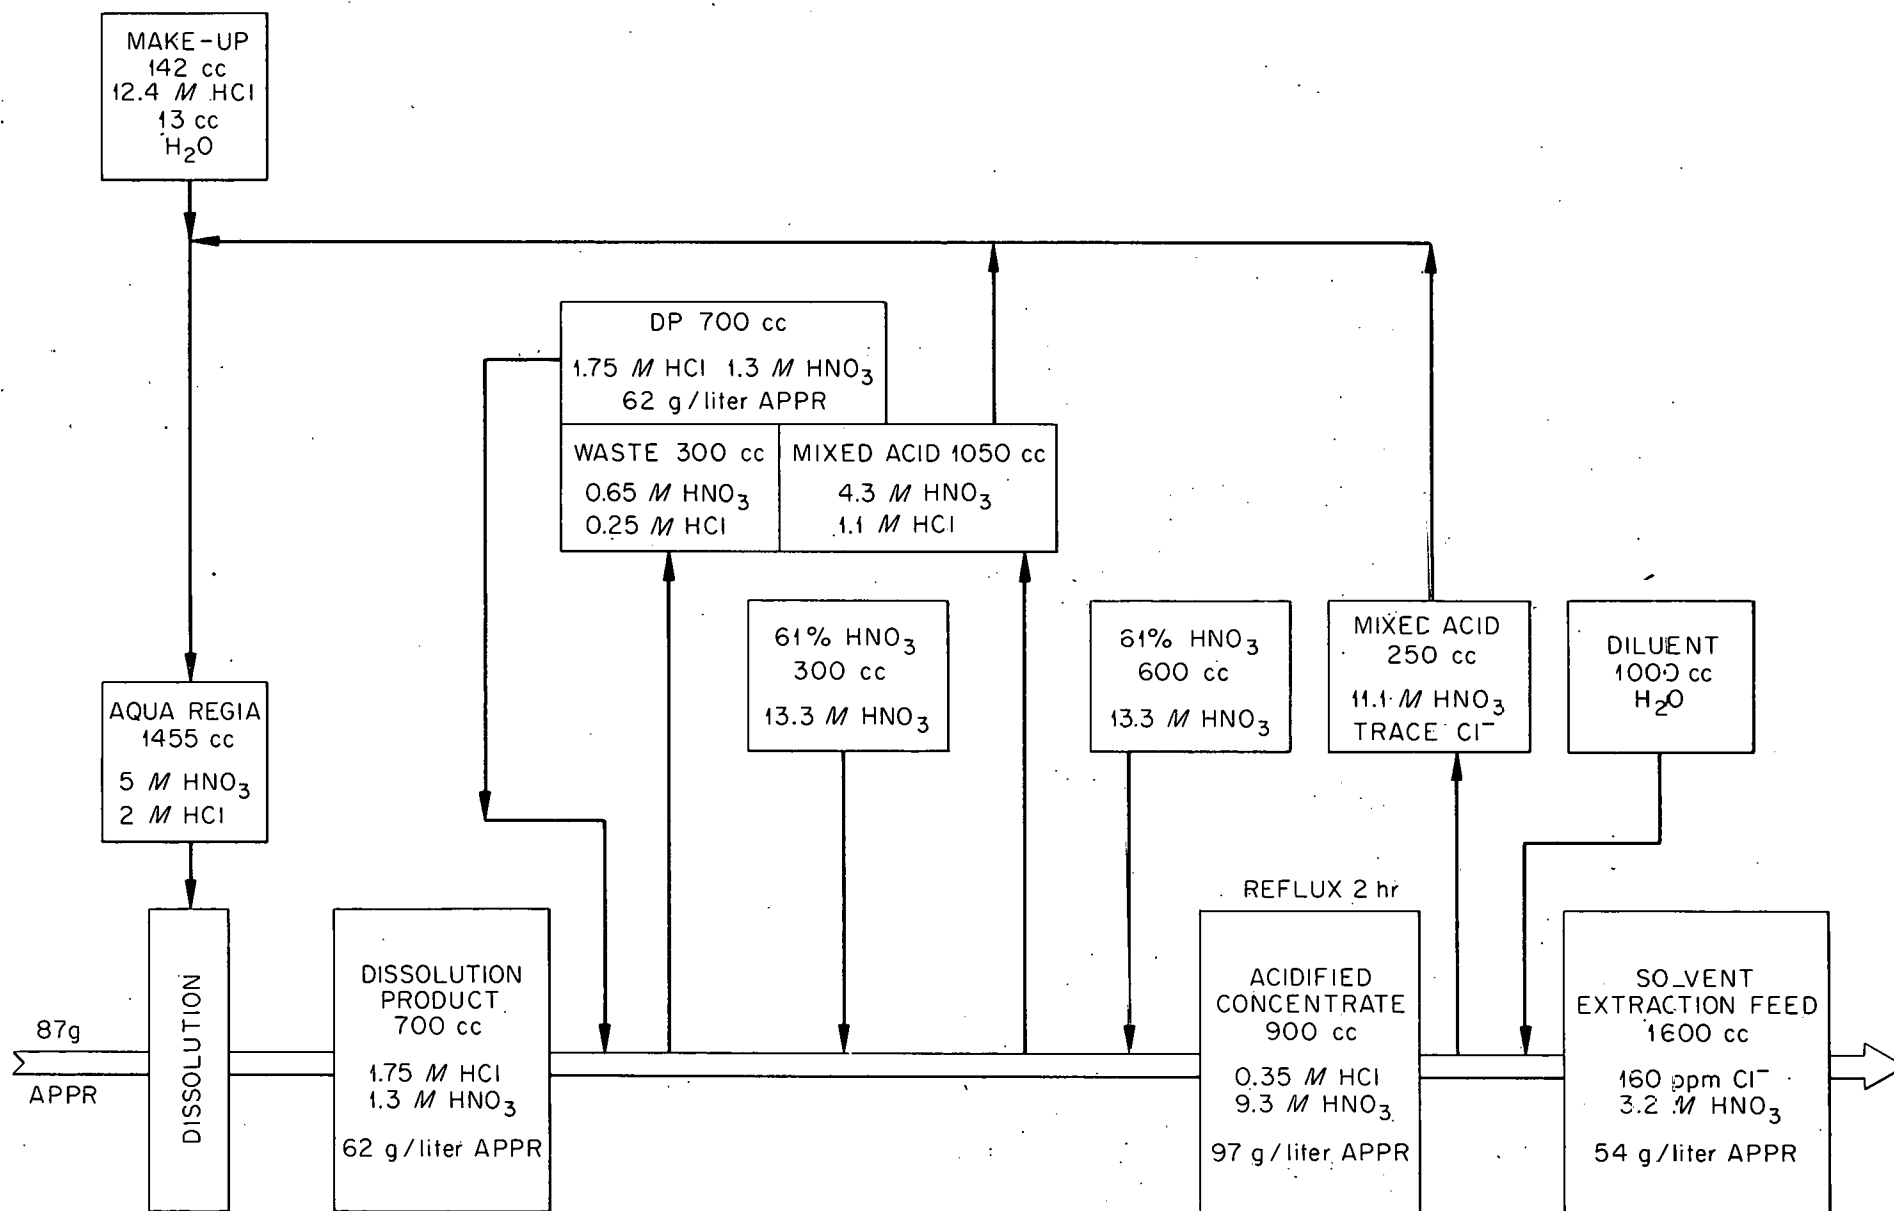 MAKE-UP
142 cc
12.4 M HCl
13 cc
H2O
DP 700 cc
1.75 M HCl 1.3 M HNO3
62 g/liter APPR
WASTE 300 cc
0.65 M HNO3
0.25 M HCl
MIXED ACID 1050 cc
4.3 M HNO3
1.1 M HCl
61% HNO3
300 cc
13.3 M HNO3
61% HNO3
600 cc
13.3 M HNO3
MIXED ACID
250 cc
11.1 M HNO3
TRACE Cl-
DILUENT
1000 cc
H2O
AQUA REGIA
1455 cc
5 M HNO3
2 M HCl
87g
APPR
DISSOLUTION
DISSOLUTION
PRODUCT
700 cc
1.75 M HCl
1.3 M HNO3
62 g/liter APPR
REFLUX 2 hr
ACIDIFIED
CONCENTRATE
900 cc
0.35 M HCl
9.3 M HNO3
97 g/liter APPR
SOLVENT
EXTRACTION FEED
1600 cc
160 ppm Cl-
3.2 M HNO3
54 g/liter APPR